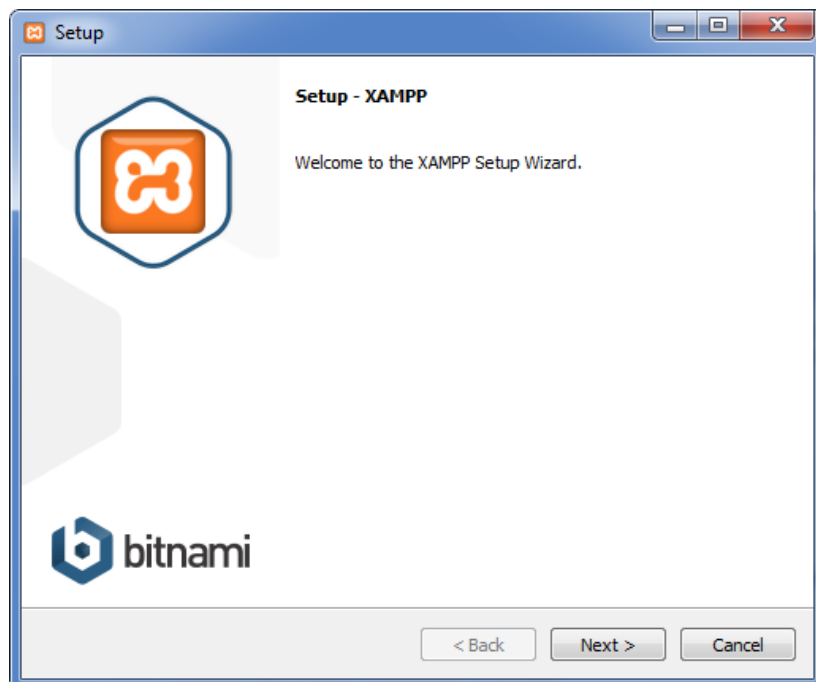 Setup
Setup - XAMPP
Welcome to the XAMPP Setup Wizard.
bitnami
< Back Next > Cancel